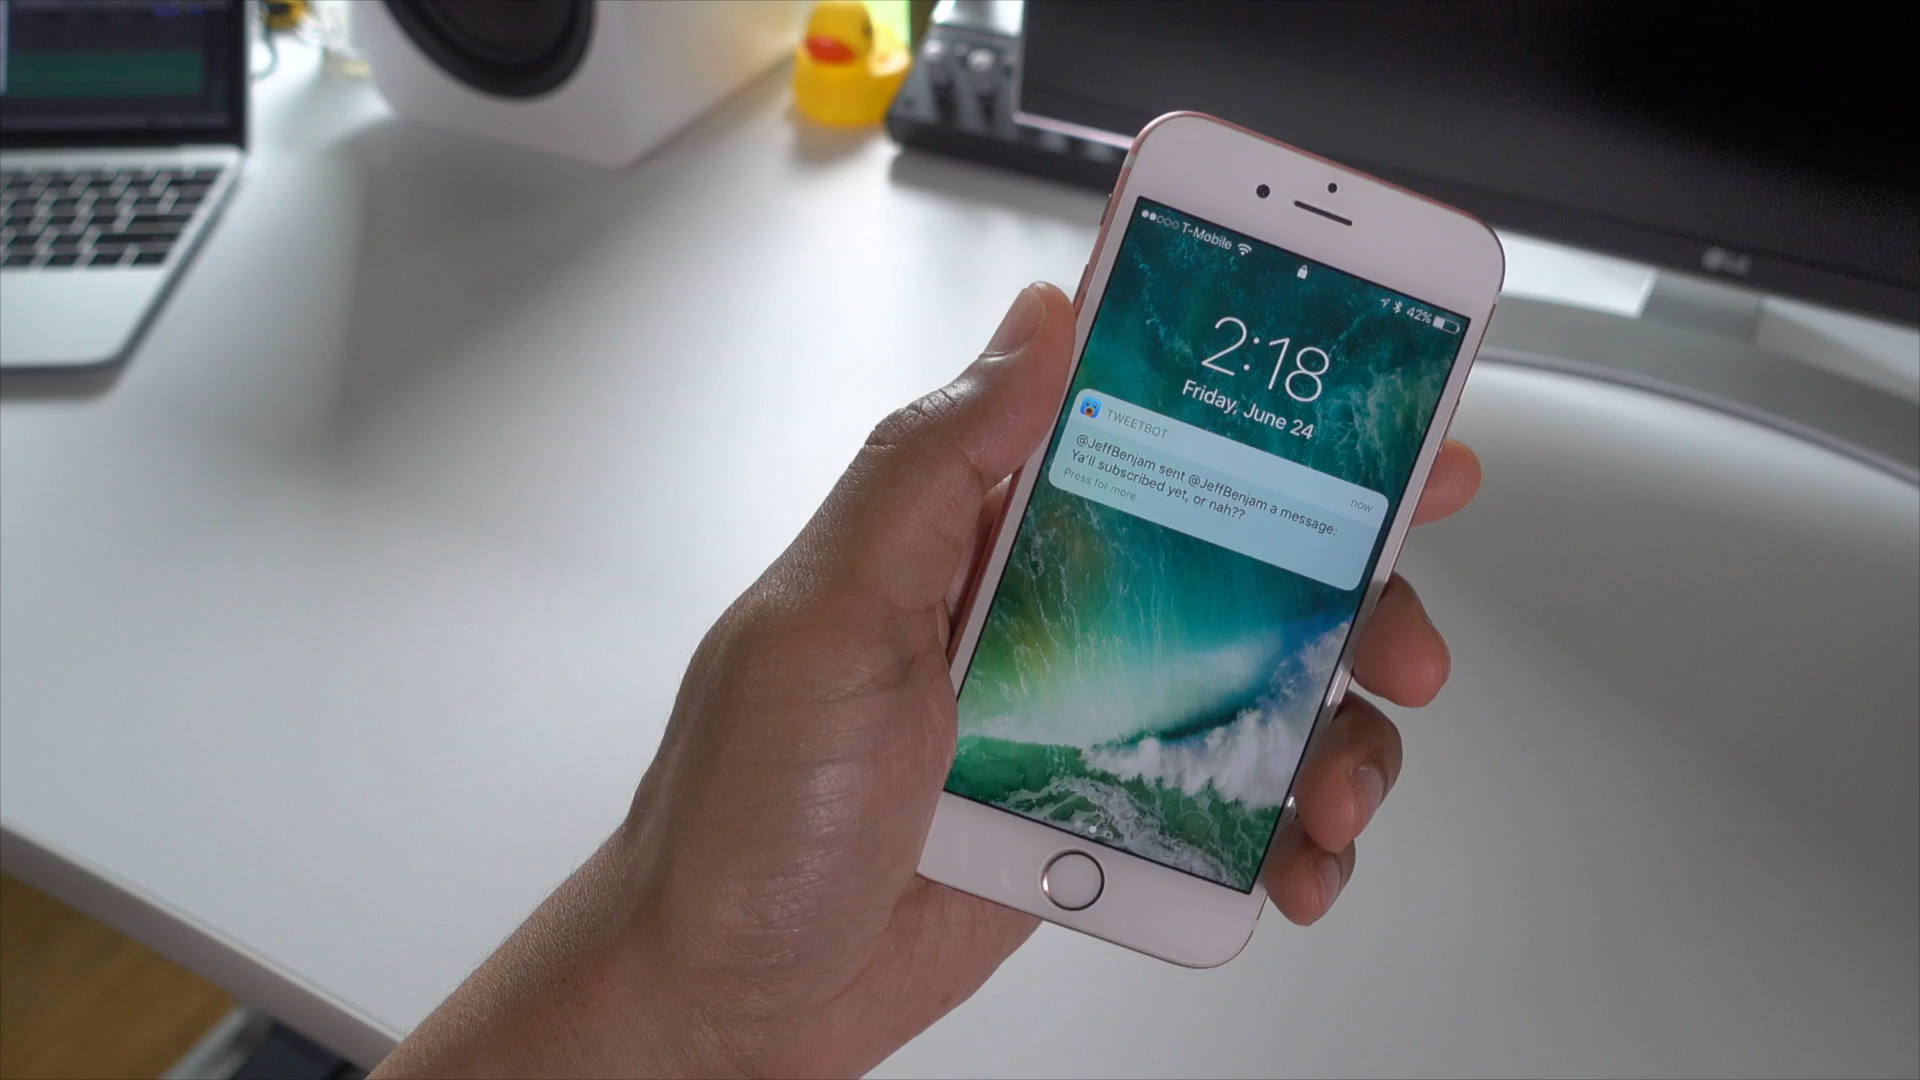 T-Mobile
42%
2:18
Friday, June 24
TWEETBOT
now
@JeffBenjam sent @JeffBenjam a message:
Ya'll subscribed yet, or nah??
Press for more
LG